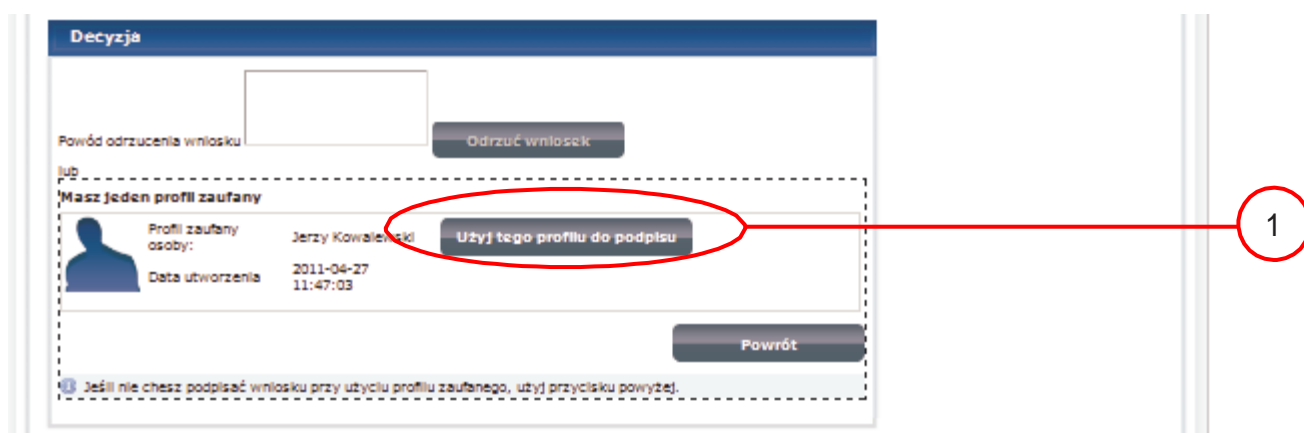 Decyzja
Powód odrzucenia wniosku
Odrzuć wniosek
lub
Masz jeden profil zaufany
Profil zaufany
osoby:
Jerzy Kowalewski
Użyj tego profilu do podpisu
1
Data utworzenia
2011-04-27
11:47:03
Powrót
Jeśli nie chesz podpisać wniosku przy użyciu profilu zaufanego, użyj przycisku powyżej.